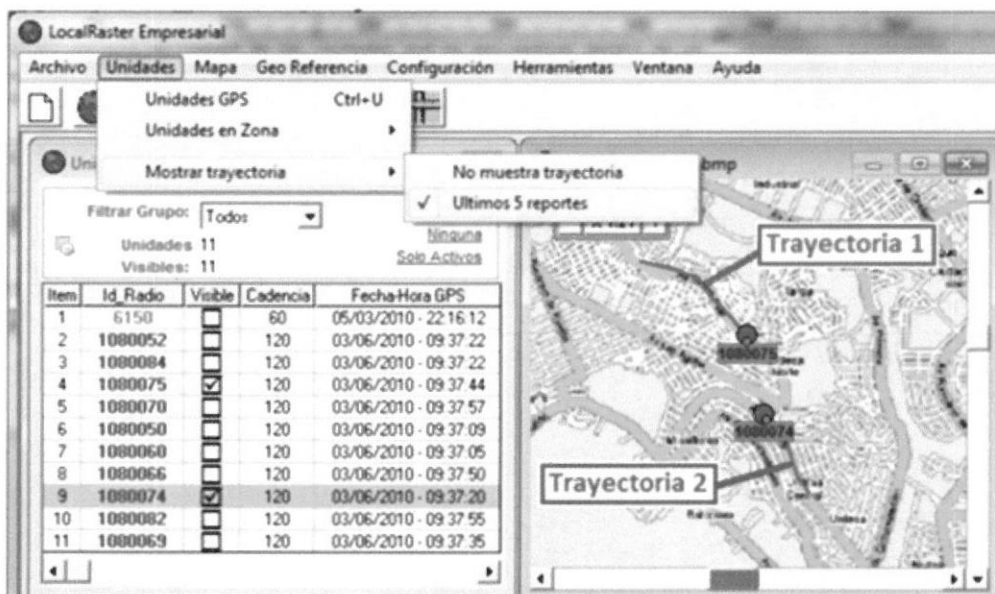 LocalRaster Empresarial
Archivo Unidades Mapa Geo Referencia Configuración Herramientas Ventana Ayuda
Unidades GPS Ctrl+U
Unidades en Zona
Mostrar trayectoria
No muestra trayectoria
✓ Ultimos 5 reportes
bmp
Filtrar Grupo: Todos
Ninguna
Unidades 11
Solo Activos
Visibles: 11
Item Id_Radio Visible Cadencia Fecha-Hora GPS
1 6150 60 05/03/2010 - 22:16:12
2 1080052 120 03/06/2010 - 09:37:22
3 1080084 120 03/06/2010 - 09:37:22
4 1080075 120 03/06/2010 - 09:37:44
5 1080070 120 03/06/2010 - 09:37:57
6 1080050 120 03/06/2010 - 09:37:09
7 1080060 120 03/06/2010 - 09:37:05
8 1080066 120 03/06/2010 - 09:37:50
9 1080074 120 03/06/2010 - 09:37:20
10 1080082 120 03/06/2010 - 09:37:55
11 1080069 120 03/06/2010 - 09:37:35
Industrial
Trayectoria 1
1080075
1080074
Trayectoria 2
Central